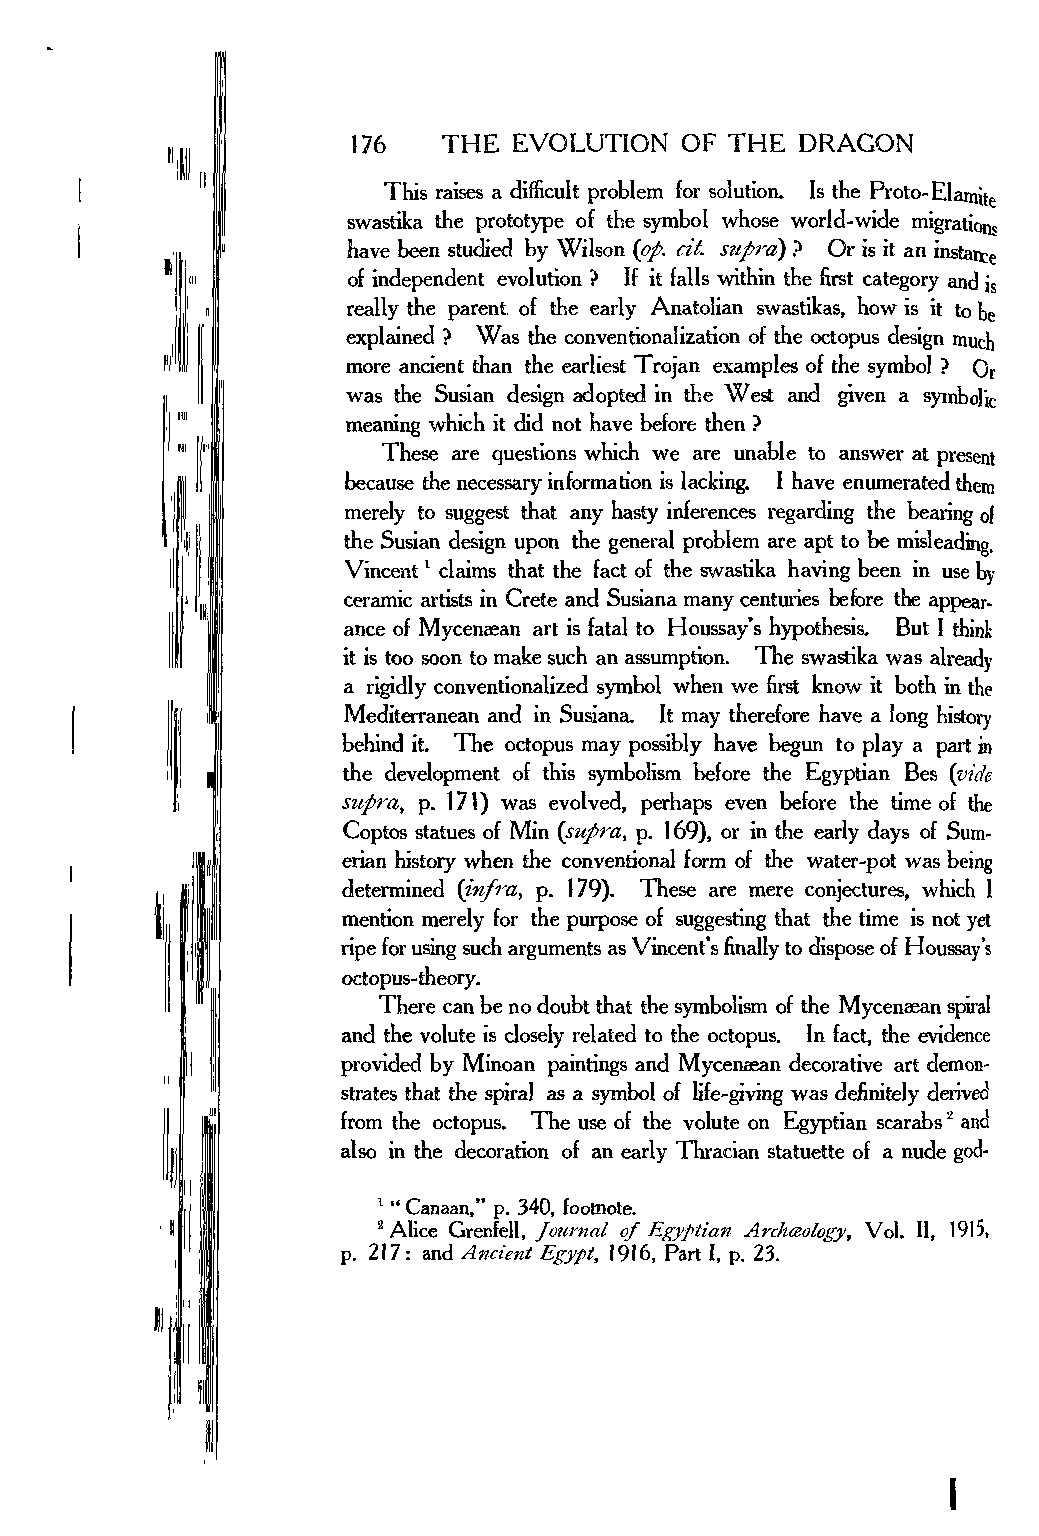 176 THE EVOLUTION OF THE DRAGON
This raises a difficult problem for solution. Is the Proto-Elamite
swastika the prototype of the symbol whose world-wide migrations
have been studied by Wilson (op. cit. supra) ? Or is it an instance
of independent evolution ? If it falls within the first category and is
really the parent of the early Anatolian swastikas, how is it to be
explained ? Was the conventionalization of the octopus design much
more ancient than the earliest Trojan examples of the symbol ? Or
was the Susian design adopted in the West and given a symbolic
meaning which it did not have before then ?
These are questions which we are unable to answer at present
because the necessary information is lacking. I have enumerated them
merely to suggest that any hasty inferences regarding the bearing of
the Susian design upon the general problem are apt to be misleading.
Vincent ¹ claims that the fact of the swastika having been in use by
ceramic artists in Crete and Susiana many centuries before the appear-
ance of Mycenæan art is fatal to Houssay's hypothesis. But I think
it is too soon to make such an assumption. The swastika was already
a rigidly conventionalized symbol when we first know it both in the
Mediterranean and in Susiana. It may therefore have a long history
behind it. The octopus may possibly have begun to play a part in
the development of this symbolism before the Egyptian Bes (vide
supra, p. 171) was evolved, perhaps even before the time of the
Coptos statues of Min (supra, p. 169), or in the early days of Sum-
erian history when the conventional form of the water-pot was being
determined (infra, p. 179). These are mere conjectures, which I
mention merely for the purpose of suggesting that the time is not yet
ripe for using such arguments as Vincent's finally to dispose of Houssay's
octopus-theory.
There can be no doubt that the symbolism of the Mycenæan spiral
and the volute is closely related to the octopus. In fact, the evidence
provided by Minoan paintings and Mycenæan decorative art demon-
strates that the spiral as a symbol of life-giving was definitely derived
from the octopus. The use of the volute on Egyptian scarabs ² and
also in the decoration of an early Thracian statuette of a nude god-
¹ " Canaan," p. 340, footnote.
² Alice Grenfell, Journal of Egyptian Archæology, Vol. II, 1915,
p. 217 : and Ancient Egypt, 1916, Part I, p. 23.